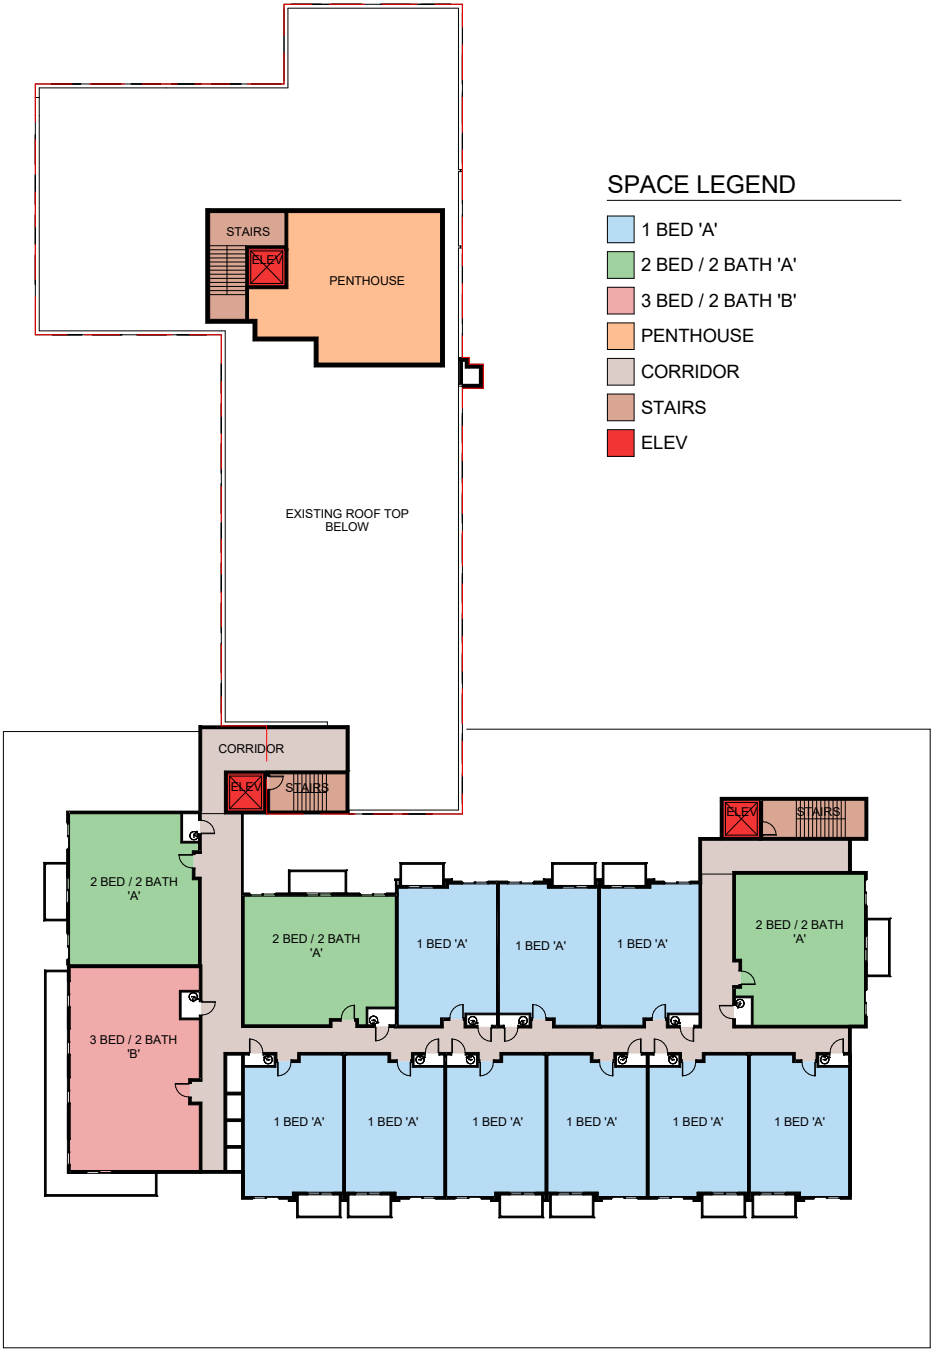 SPACE LEGEND
1 BED 'A'
2 BED / 2 BATH 'A'
3 BED / 2 BATH 'B'
PENTHOUSE
CORRIDOR
STAIRS
ELEV
STAIRS
ELEV
PENTHOUSE
EXISTING ROOF TOP
BELOW
CORRIDOR
ELEV
STAIRS
ELEV
STAIRS
2 BED / 2 BATH
'A'
2 BED / 2 BATH
'A'
1 BED 'A'
1 BED 'A'
1 BED 'A'
2 BED / 2 BATH
'A'
3 BED / 2 BATH
'B'
1 BED 'A'
1 BED 'A'
1 BED 'A'
1 BED 'A'
1 BED 'A'
1 BED 'A'